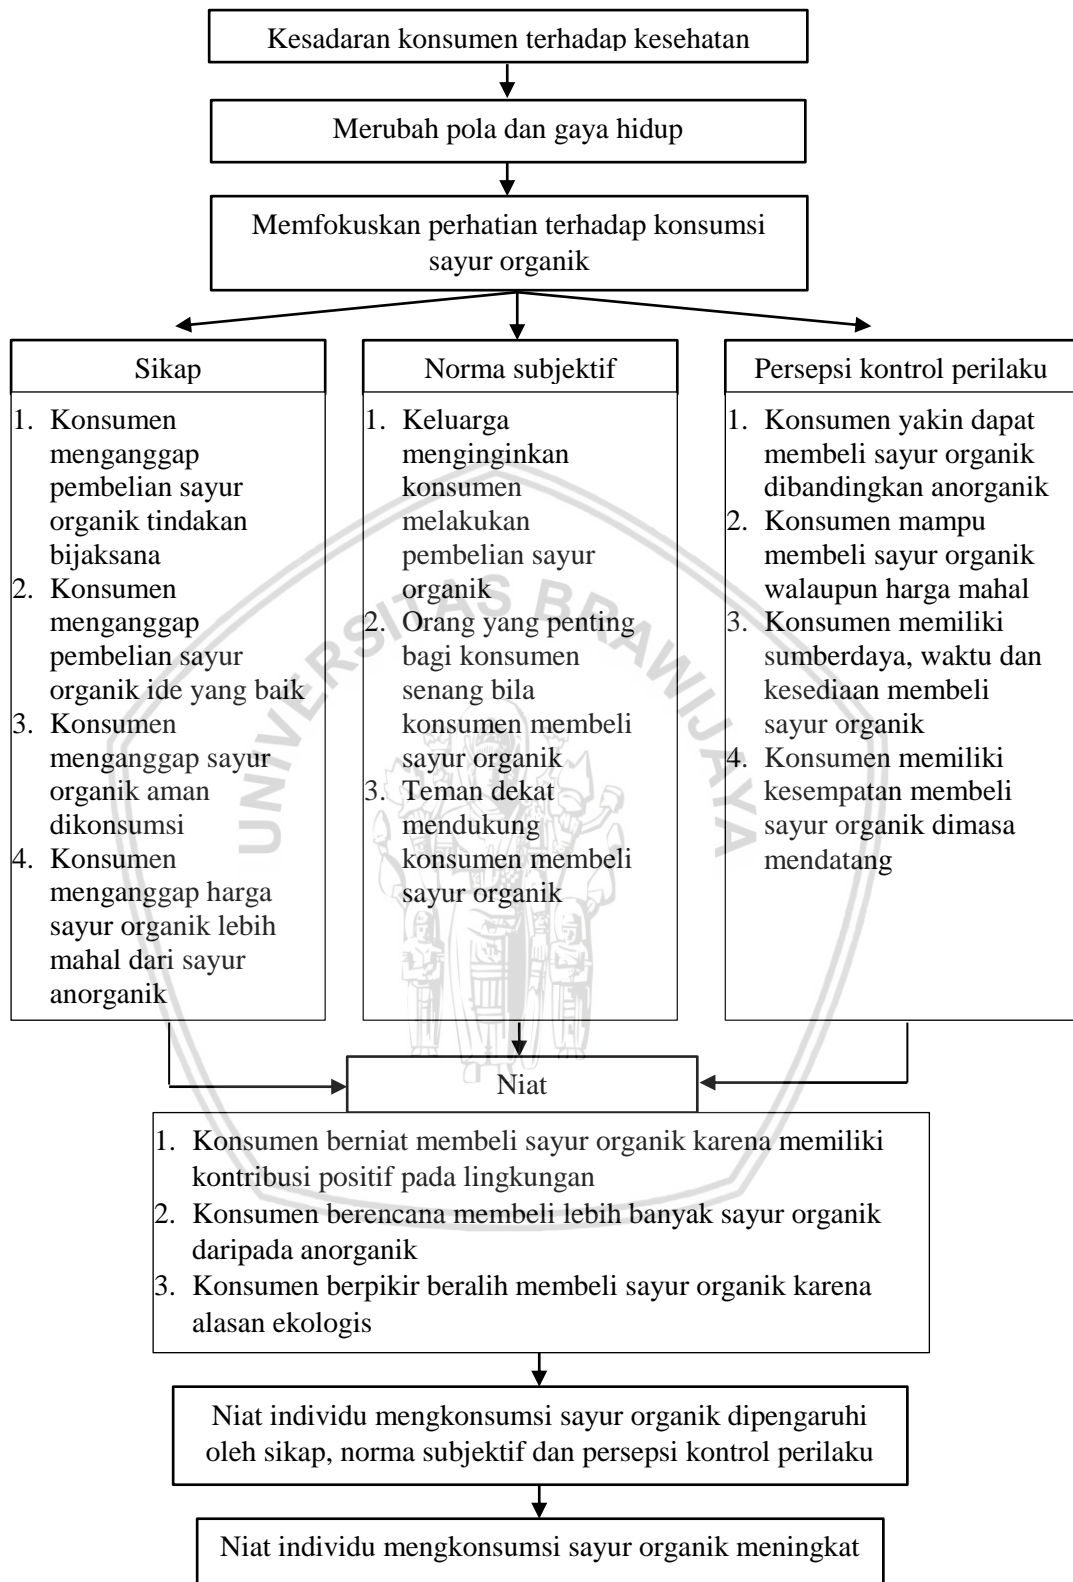 Kesadaran konsumen terhadap kesehatan
Merubah pola dan gaya hidup
Memfokuskan perhatian terhadap konsumsi
sayur organik
Sikap
1. Konsumen
menganggap
pembelian sayur
organik tindakan
bijaksana
2. Konsumen
menganggap
pembelian sayur
organik ide yang baik
3. Konsumen
menganggap sayur
organik aman
dikonsumsi
4. Konsumen
menganggap harga
sayur organik lebih
mahal dari sayur
anorganik
Norma subjektif
1. Keluarga
menginginkan
konsumen
melakukan
pembelian sayur
organik
2. Orang yang penting
bagi konsumen
senang bila
konsumen membeli
sayur organik
3. Teman dekat
mendukung
konsumen membeli
sayur organik
Persepsi kontrol perilaku
1. Konsumen yakin dapat
membeli sayur organik
dibandingkan anorganik
2. Konsumen mampu
membeli sayur organik
walaupun harga mahal
3. Konsumen memiliki
sumberdaya, waktu dan
kesediaan membeli
sayur organik
4. Konsumen memiliki
kesempatan membeli
sayur organik dimasa
mendatang
UNIVERSITAS BRAWIJAYA
Niat
1. Konsumen berniat membeli sayur organik karena memiliki
kontribusi positif pada lingkungan
2. Konsumen berencana membeli lebih banyak sayur organik
daripada anorganik
3. Konsumen berpikir beralih membeli sayur organik karena
alasan ekologis
Niat individu mengkonsumsi sayur organik dipengaruhi
oleh sikap, norma subjektif dan persepsi kontrol perilaku
Niat individu mengkonsumsi sayur organik meningkat